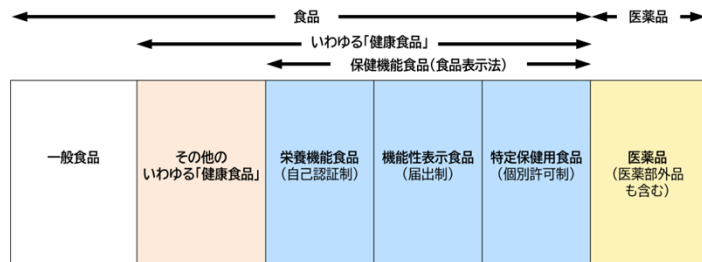 食品
医薬品
いわゆる「健康食品」
保健機能食品(食品表示法)
一般食品
その他の
いわゆる「健康食品」
栄養機能食品
(自己認証制)
機能性表示食品
(届出制)
特定保健用食品
(個別許可制)
医薬品
(医薬部外品
も含む)